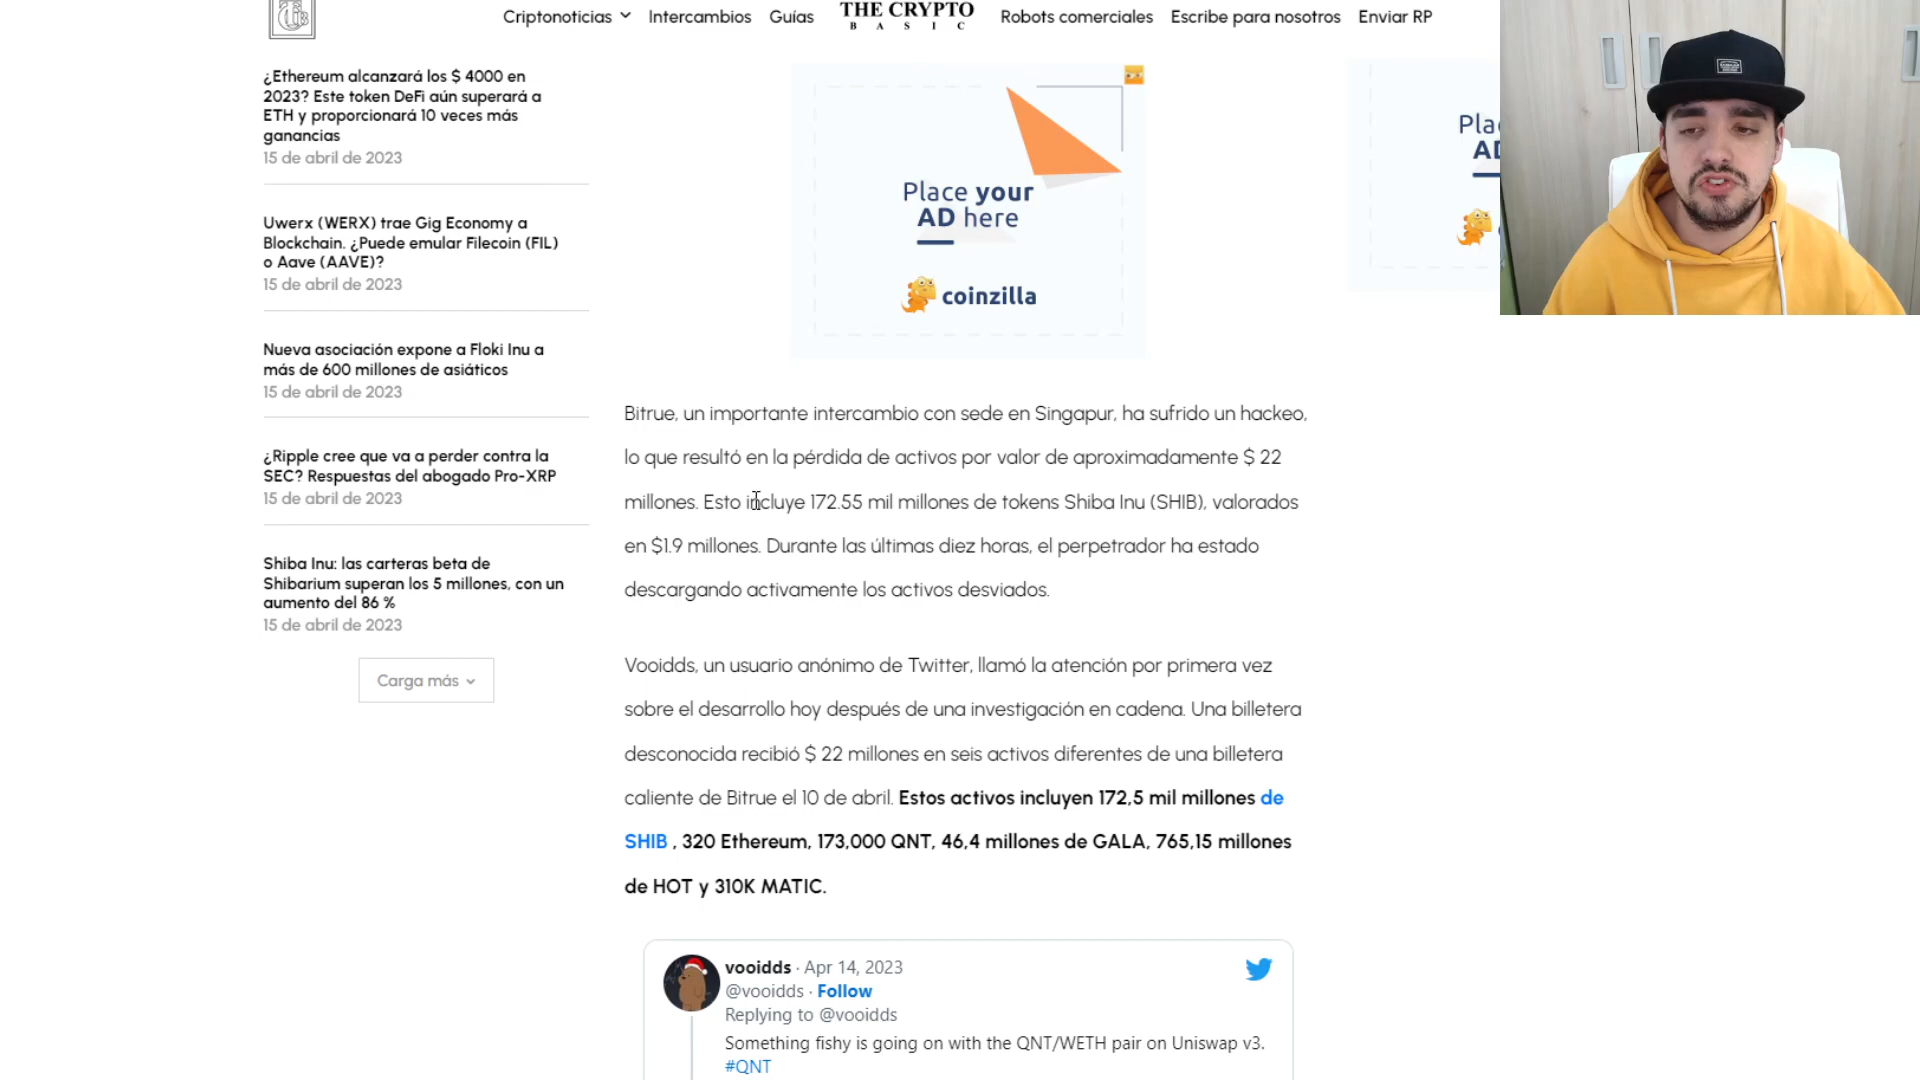 Criptonoticias
Intercambios
Guías
THE CRYPTO
BASIC
Robots comerciales
Escribe para nosotros
Enviar RP
¿Ethereum alcanzará los $ 4000 en
2023? Este token DeFi aún superará a
ETH y proporcionará 10 veces más
ganancias
15 de abril de 2023
Uwerx (WERX) trae Gig Economy a
Blockchain. ¿Puede emular Filecoin (FIL)
o Aave (AAVE)?
15 de abril de 2023
Nueva asociación expone a Floki Inu a
más de 600 millones de asiáticos
15 de abril de 2023
¿Ripple cree que va a perder contra la
SEC? Respuestas del abogado Pro-XRP
15 de abril de 2023
Shiba Inu: las carteras beta de
Shibarium superan los 5 millones, con un
aumento del 86 %
15 de abril de 2023
Carga más
Place your
AD here
coinzilla
Bitrue, un importante intercambio con sede en Singapur, ha sufrido un hackeo,
lo que resultó en la pérdida de activos por valor de aproximadamente $ 22
millones. Esto incluye 172.55 mil millones de tokens Shiba Inu (SHIB), valorados
en $1.9 millones. Durante las últimas diez horas, el perpetrador ha estado
descargando activamente los activos desviados.
Vooidds, un usuario anónimo de Twitter, llamó la atención por primera vez
sobre el desarrollo hoy después de una investigación en cadena. Una billetera
desconocida recibió $ 22 millones en seis activos diferentes de una billetera
caliente de Bitrue el 10 de abril. Estos activos incluyen 172,5 mil millones de
SHIB , 320 Ethereum, 173,000 QNT, 46,4 millones de GALA, 765,15 millones
de HOT y 310K MATIC.
vooidds · Apr 14, 2023
@vooidds · Follow
Replying to @vooidds
Something fishy is going on with the QNT/WETH pair on Uniswap v3.
#QNT